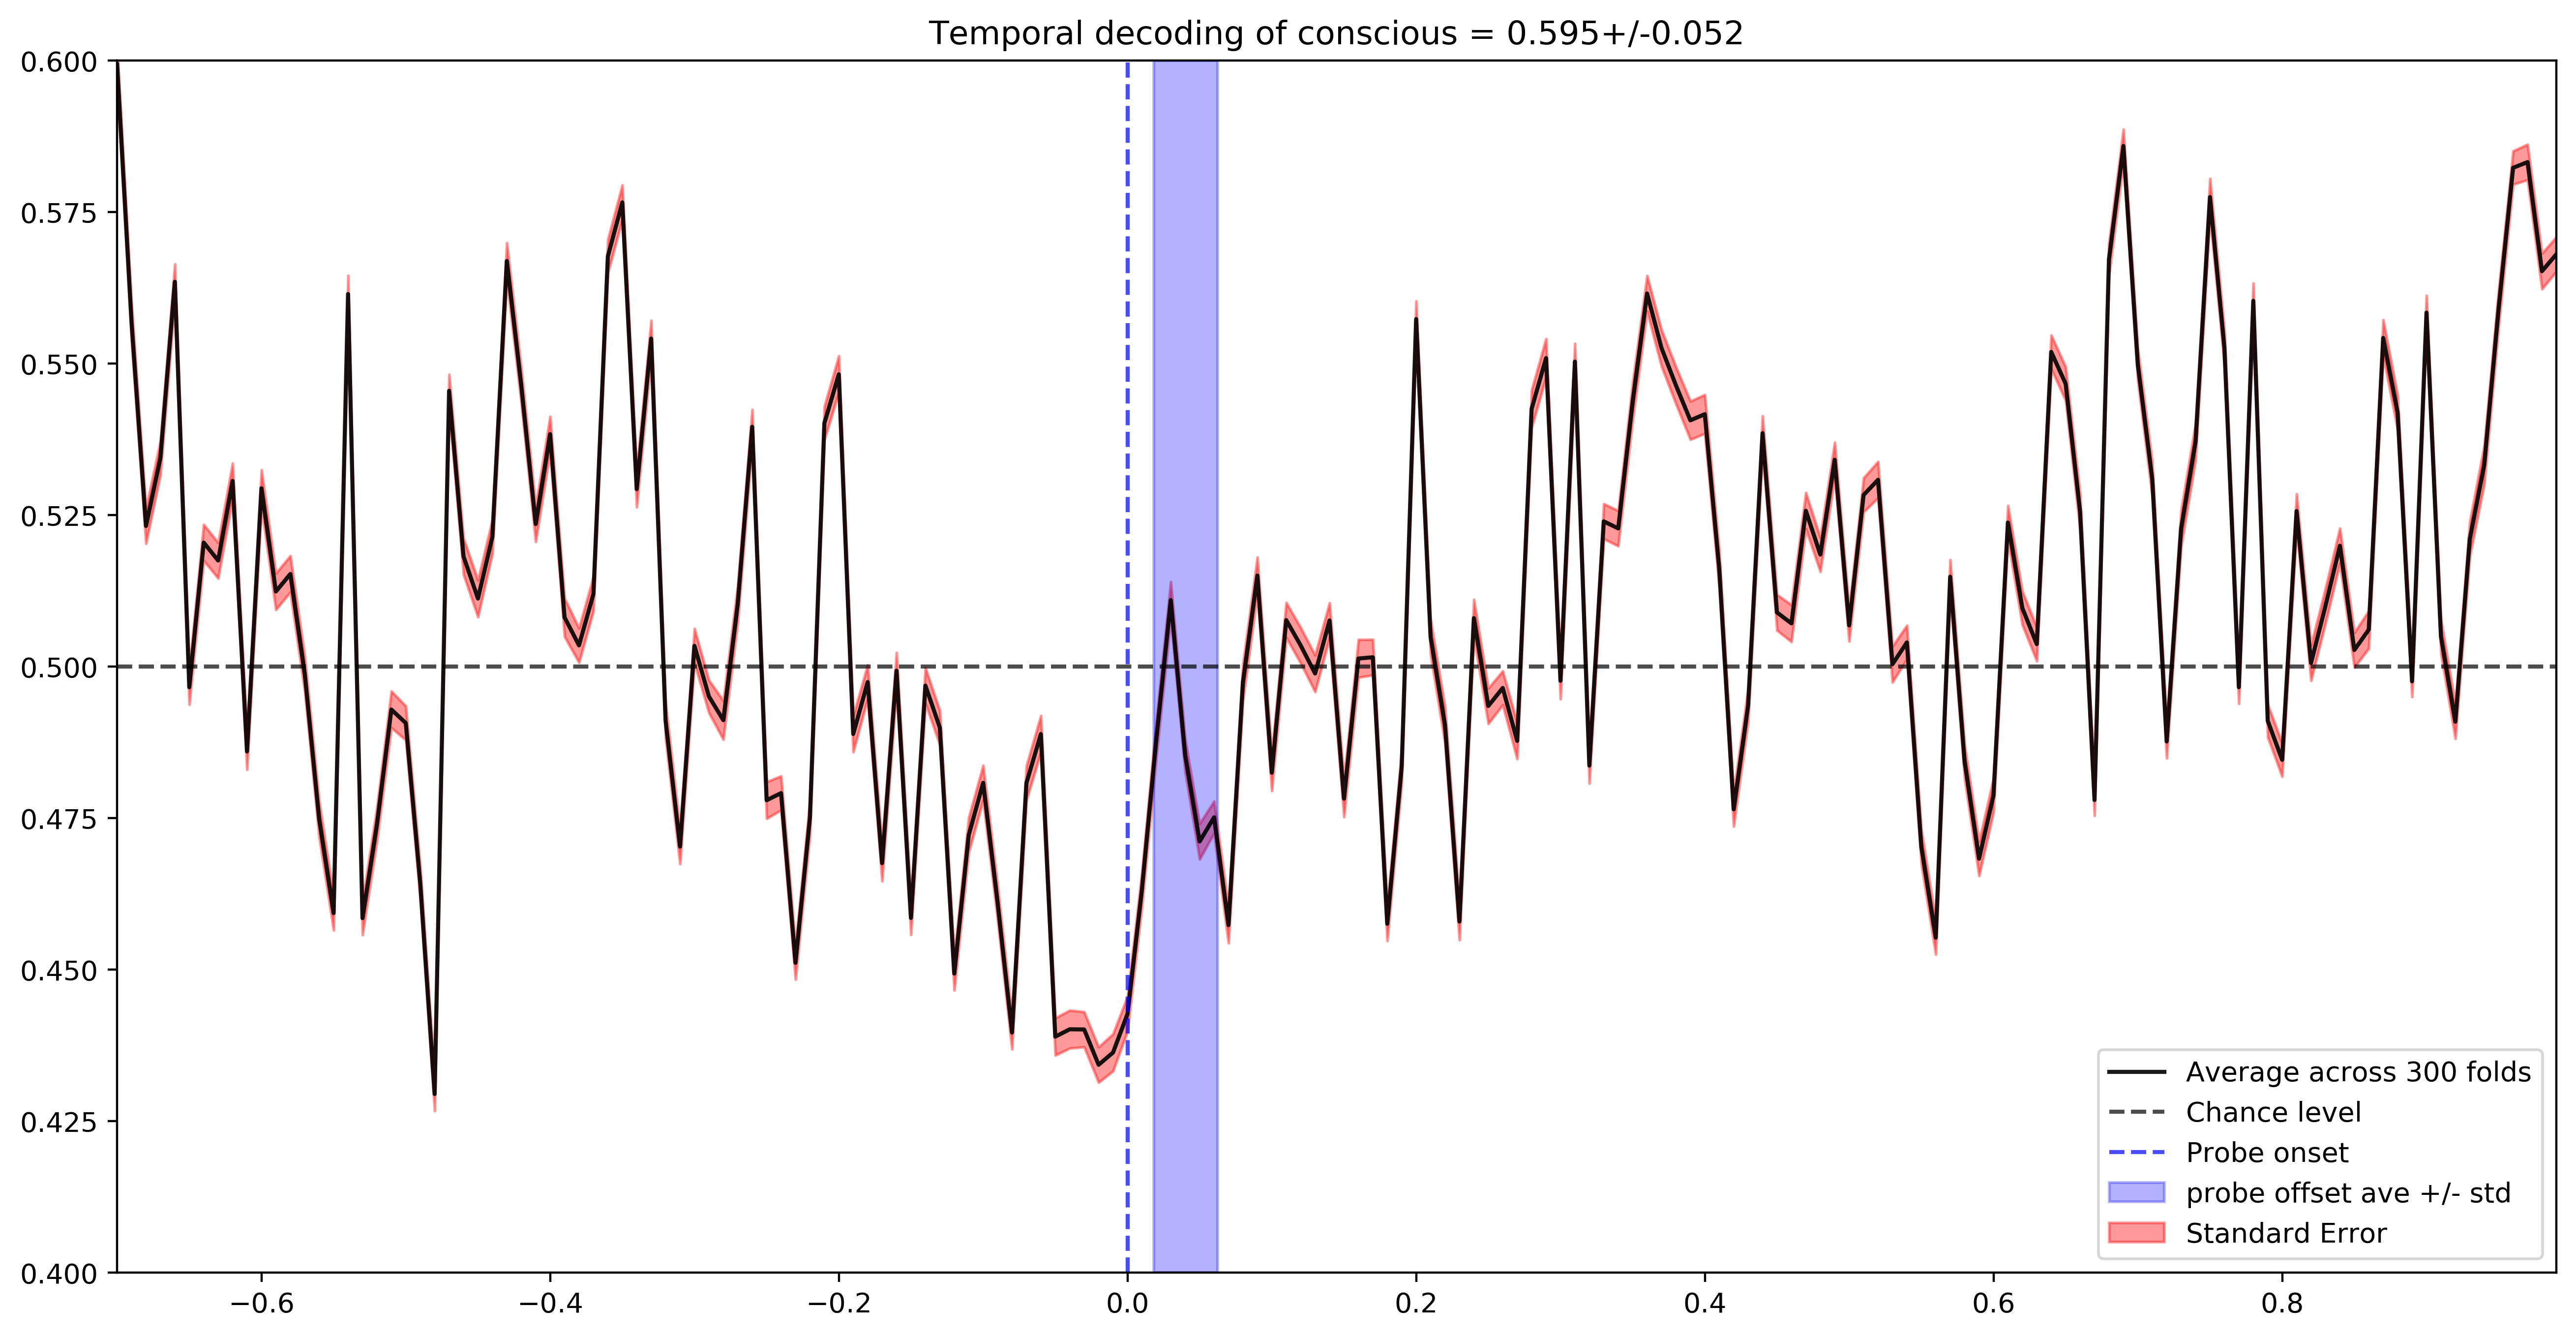 Temporal decoding of conscious = 0.595+/-0.052
0.600
0.575
0.550
0.525
0.500
0.475
0.450
0.425
0.400
−0.6 −0.4 −0.2 0.0 0.2 0.4 0.6 0.8
Average across 300 folds
Chance level
Probe onset
probe offset ave +/- std
Standard Error